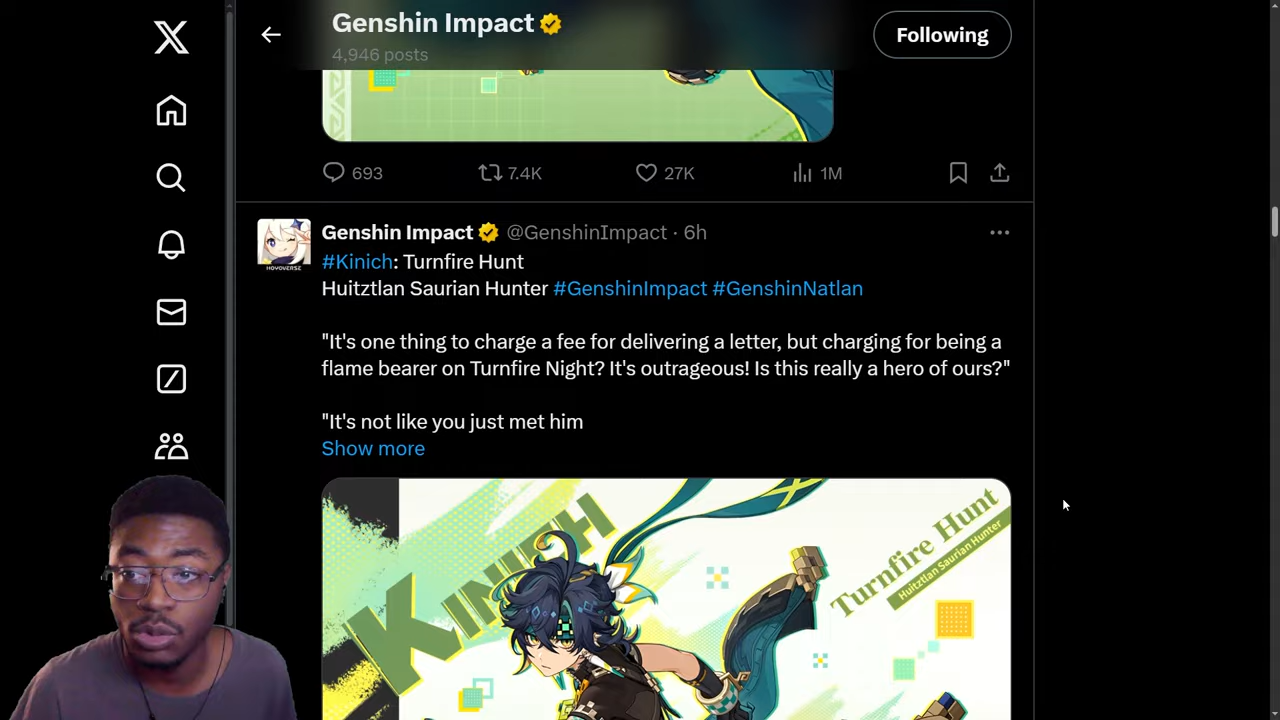 Genshin Impact
4,946 posts
Following
693
7.4K
27K
1M
Genshin Impact @GenshinImpact · 6h
#Kinich: Turnfire Hunt
Huitztlan Saurian Hunter #GenshinImpact #GenshinNatlan
"It's one thing to charge a fee for delivering a letter, but charging for being a
flame bearer on Turnfire Night? It's outrageous! Is this really a hero of ours?"
"It's not like you just met him
Show more
HOYOVERSE
KINICH
Turnfire Hunt
Huitztlan Saurian Hunter